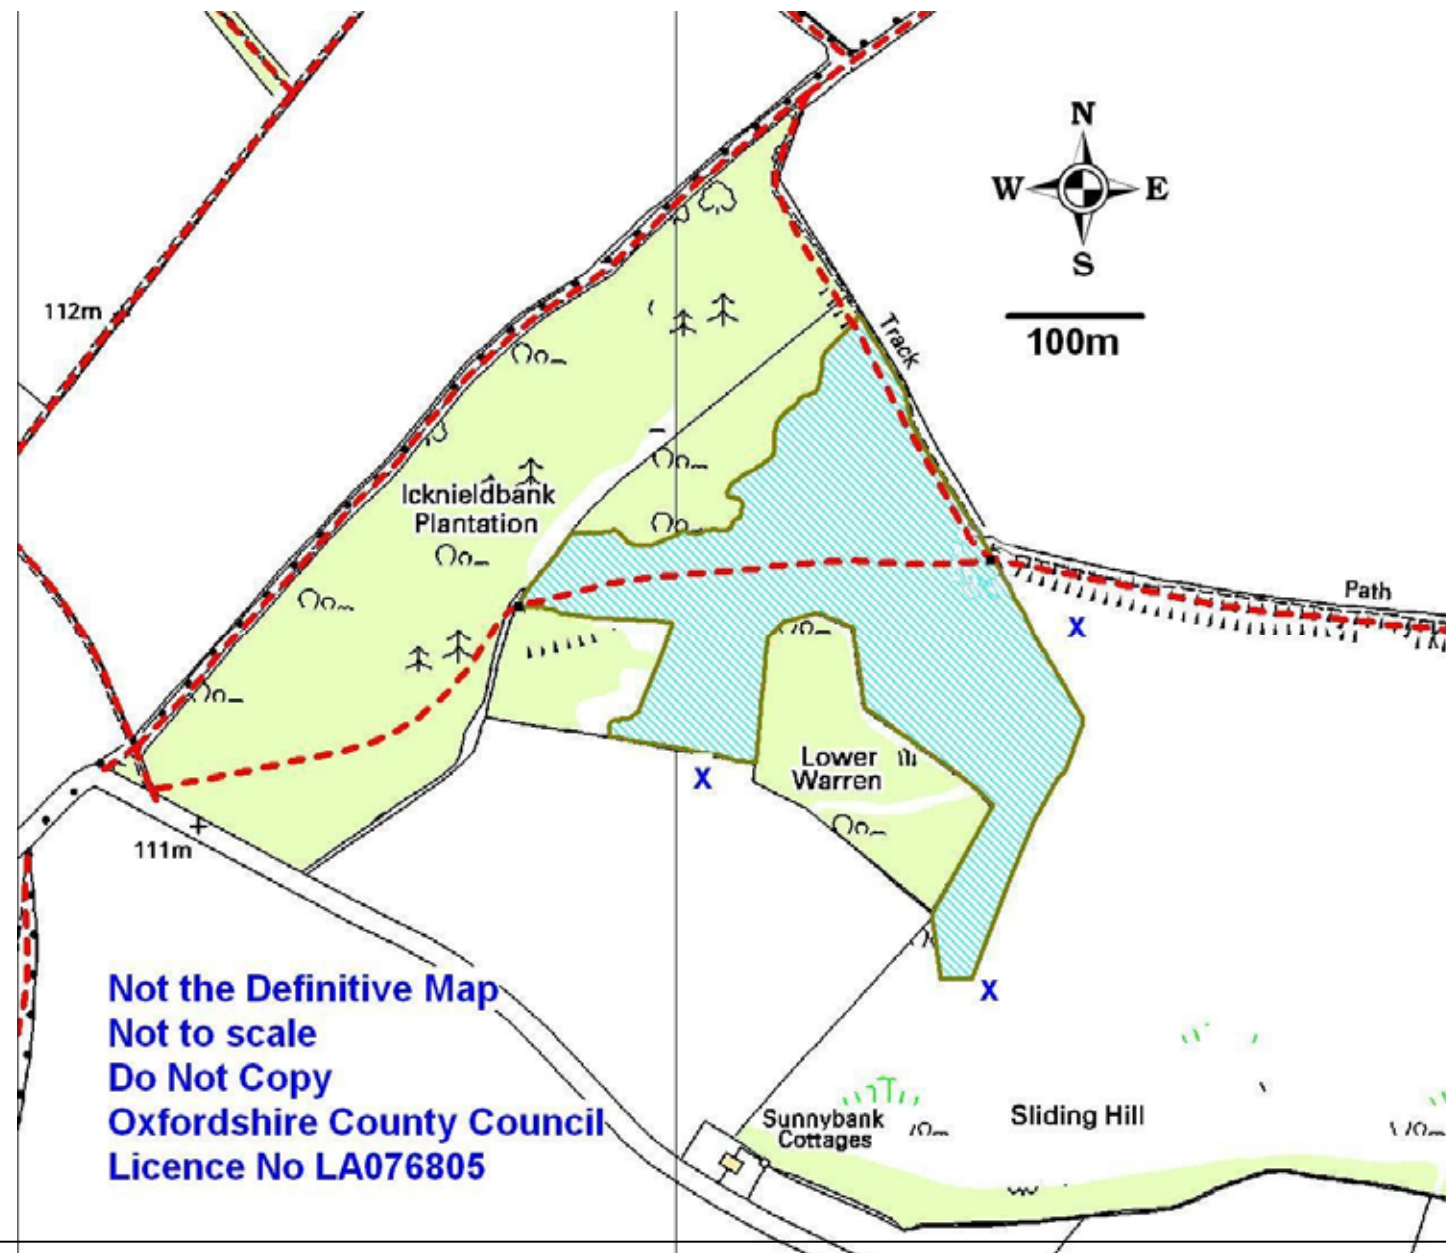 N
W E
S
100m
112m
Track
Icknieldbank
Plantation
Path
X
Lower
Warren
X
111m
X
Not the Definitive Map
Not to scale
Do Not Copy
Oxfordshire County Council
Licence No LA076805
Sunnybank
Cottages
Sliding Hill